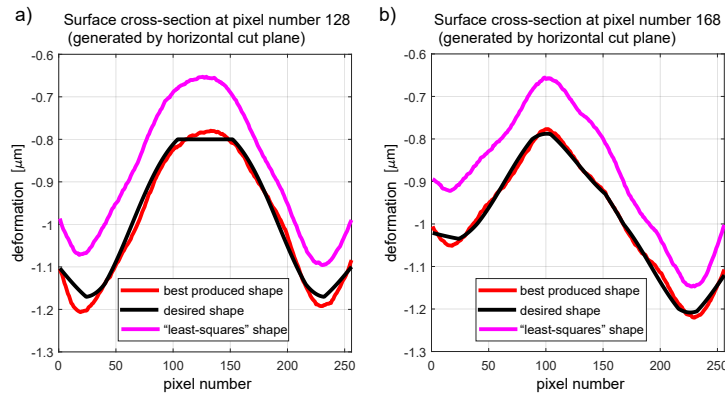 a)
Surface cross-section at pixel number 128
(generated by horizontal cut plane)
-0.6
-0.7
-0.8
-0.9
-1
-1.1
-1.2
-1.3
deformation [μm]
best produced shape
desired shape
"least-squares" shape
0
50
100
150
200
250
pixel number
b)
Surface cross-section at pixel number 168
(generated by horizontal cut plane)
-0.6
-0.7
-0.8
-0.9
-1
-1.1
-1.2
-1.3
deformation [μm]
best produced shape
desired shape
"least-squares" shape
0
50
100
150
200
250
pixel number